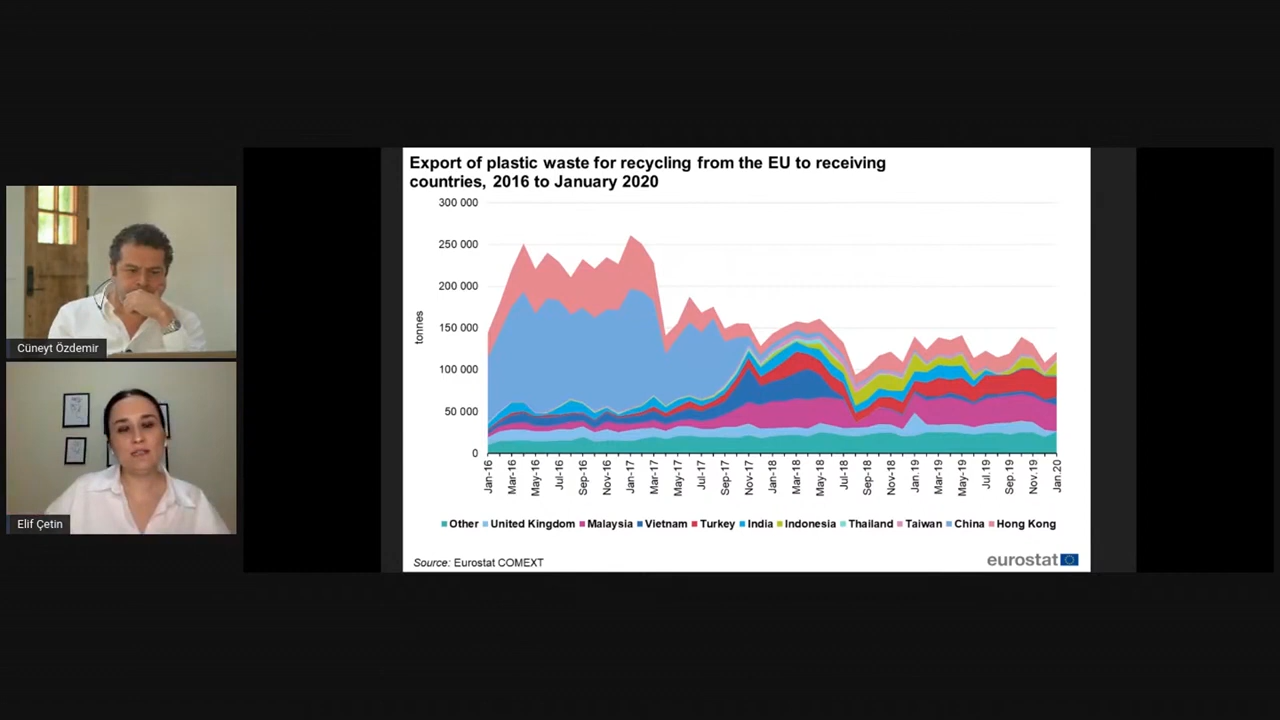 Export of plastic waste for recycling from the EU to receiving
countries, 2016 to January 2020
300 000
250 000
200 000
150 000
100 000
50 000
0
tonnes
Jan-16
Mar-16
May-16
Jul-16
Sep-16
Nov-16
Jan-17
Mar-17
May-17
Jul-17
Sep-17
Nov-17
Jan-18
Mar-18
May-18
Jul-18
Sep-18
Nov-18
Jan.19
Mar-19
May-19
Jul.19
Sep.19
Nov.19
Jan.20
Other United Kingdom Malaysia Vietnam Turkey India Indonesia Thailand Taiwan China Hong Kong
Source: Eurostat COMEXT
eurostat
Cüneyt Özdemir
Elif Çetin